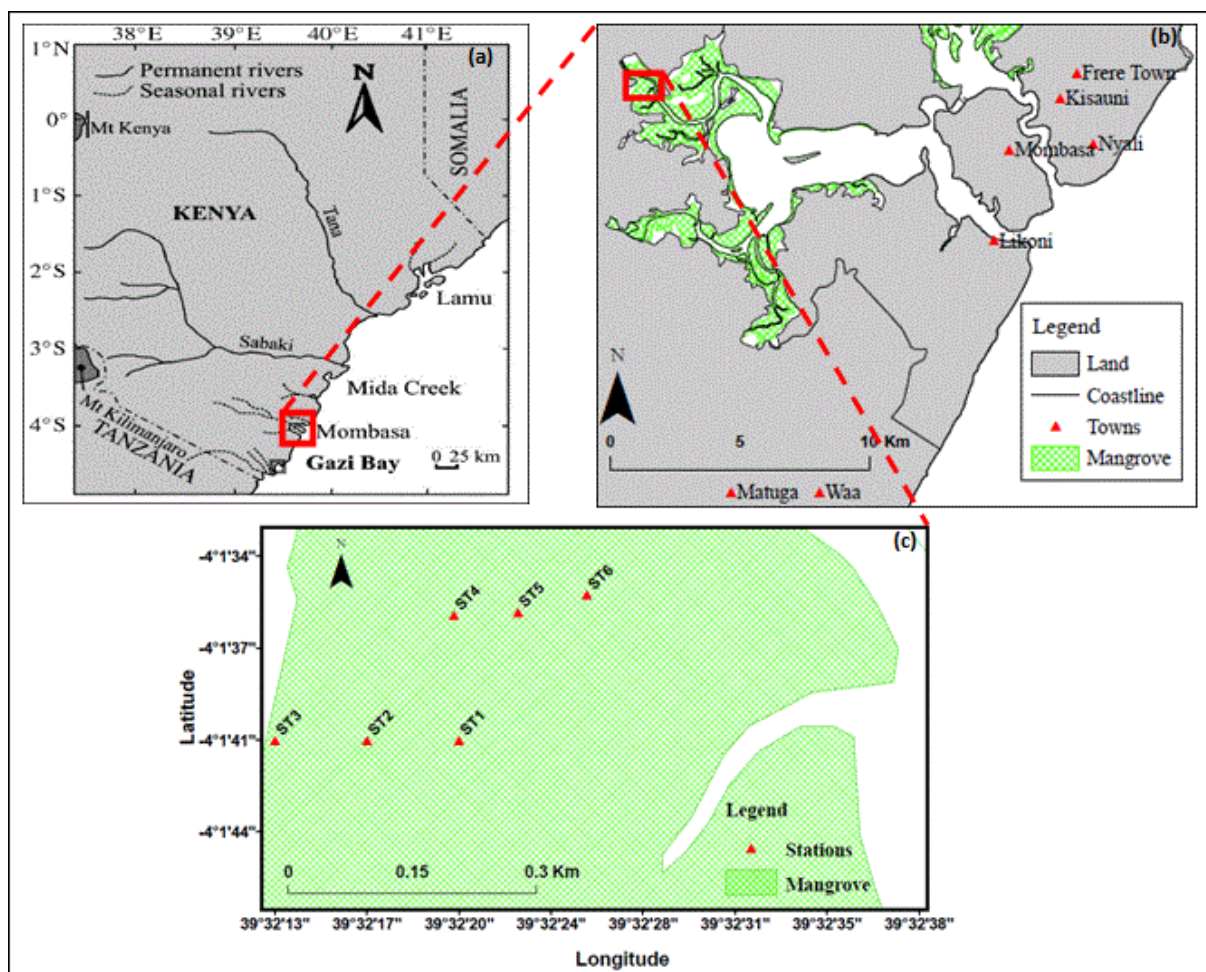 38°E 39°E 40°E 41°E
(a)
1°N
Permanent rivers
Seasonal rivers
N
0°
Mt Kenya
SOMALIA
1°S
KENYA
Tana
2°S
Lamu
3°S
Sabaki
Mida Creek
Mt Kilimanjaro
4°S
Mombasa
TANZANIA
Gazi Bay
0 25 km
38°E 39°E 40°E 41°E
(b)
Frere Town
Kisauni
Mombasa
Nyali
Likoni
N
0 5 10 Km
Matuga
Waa
Legend
Land
Coastline
Towns
Mangrove
(c)
N
-4°1'34"
ST4
ST5
ST6
-4°1'37"
Latitude
ST3
ST2
ST1
-4°1'41"
-4°1'44"
Legend
Stations
Mangrove
0 0.15 0.3 Km
39°32'13" 39°32'17" 39°32'20" 39°32'24" 39°32'28" 39°32'31" 39°32'35" 39°32'38"
Longitude